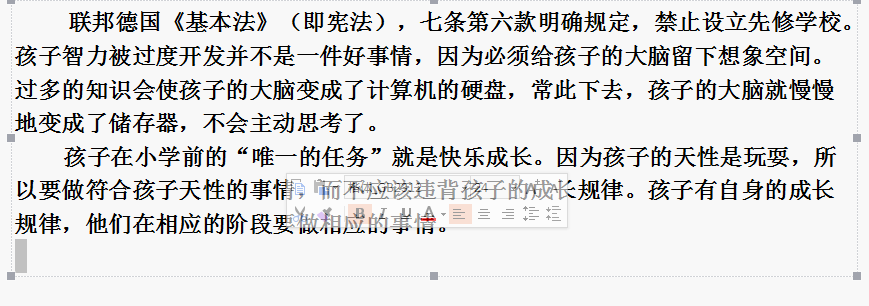 联邦德国《基本法》（即宪法），七条第六款明确规定，禁止设立先修学校。
孩子智力被过度开发并不是一件好事情，因为必须给孩子的大脑留下想象空间。
过多的知识会使孩子的大脑变成了计算机的硬盘，常此下去，孩子的大脑就慢慢
地变成了储存器，不会主动思考了。
孩子在小学前的“唯一的任务”就是快乐成长。因为孩子的天性是玩耍，所
以要做符合孩子天性的事情，而不应该违背孩子的成长规律。孩子有自身的成长
规律，他们在相应的阶段要做相应的事情。
B I U A